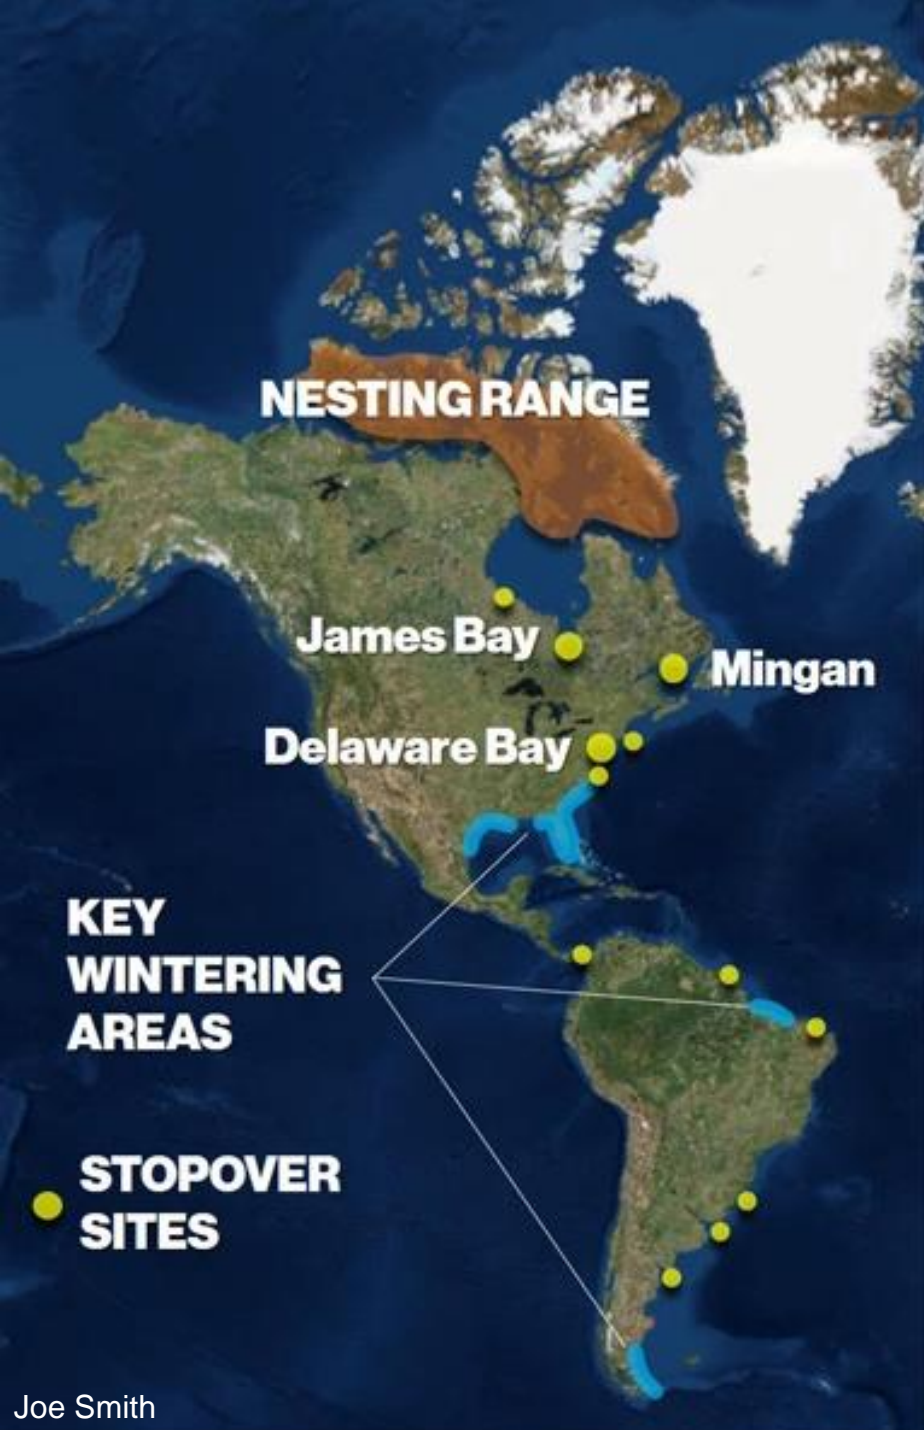 NESTING RANGE
James Bay
Mingan
Delaware Bay
KEY
WINTERING
AREAS
STOPOVER
SITES
Joe Smith